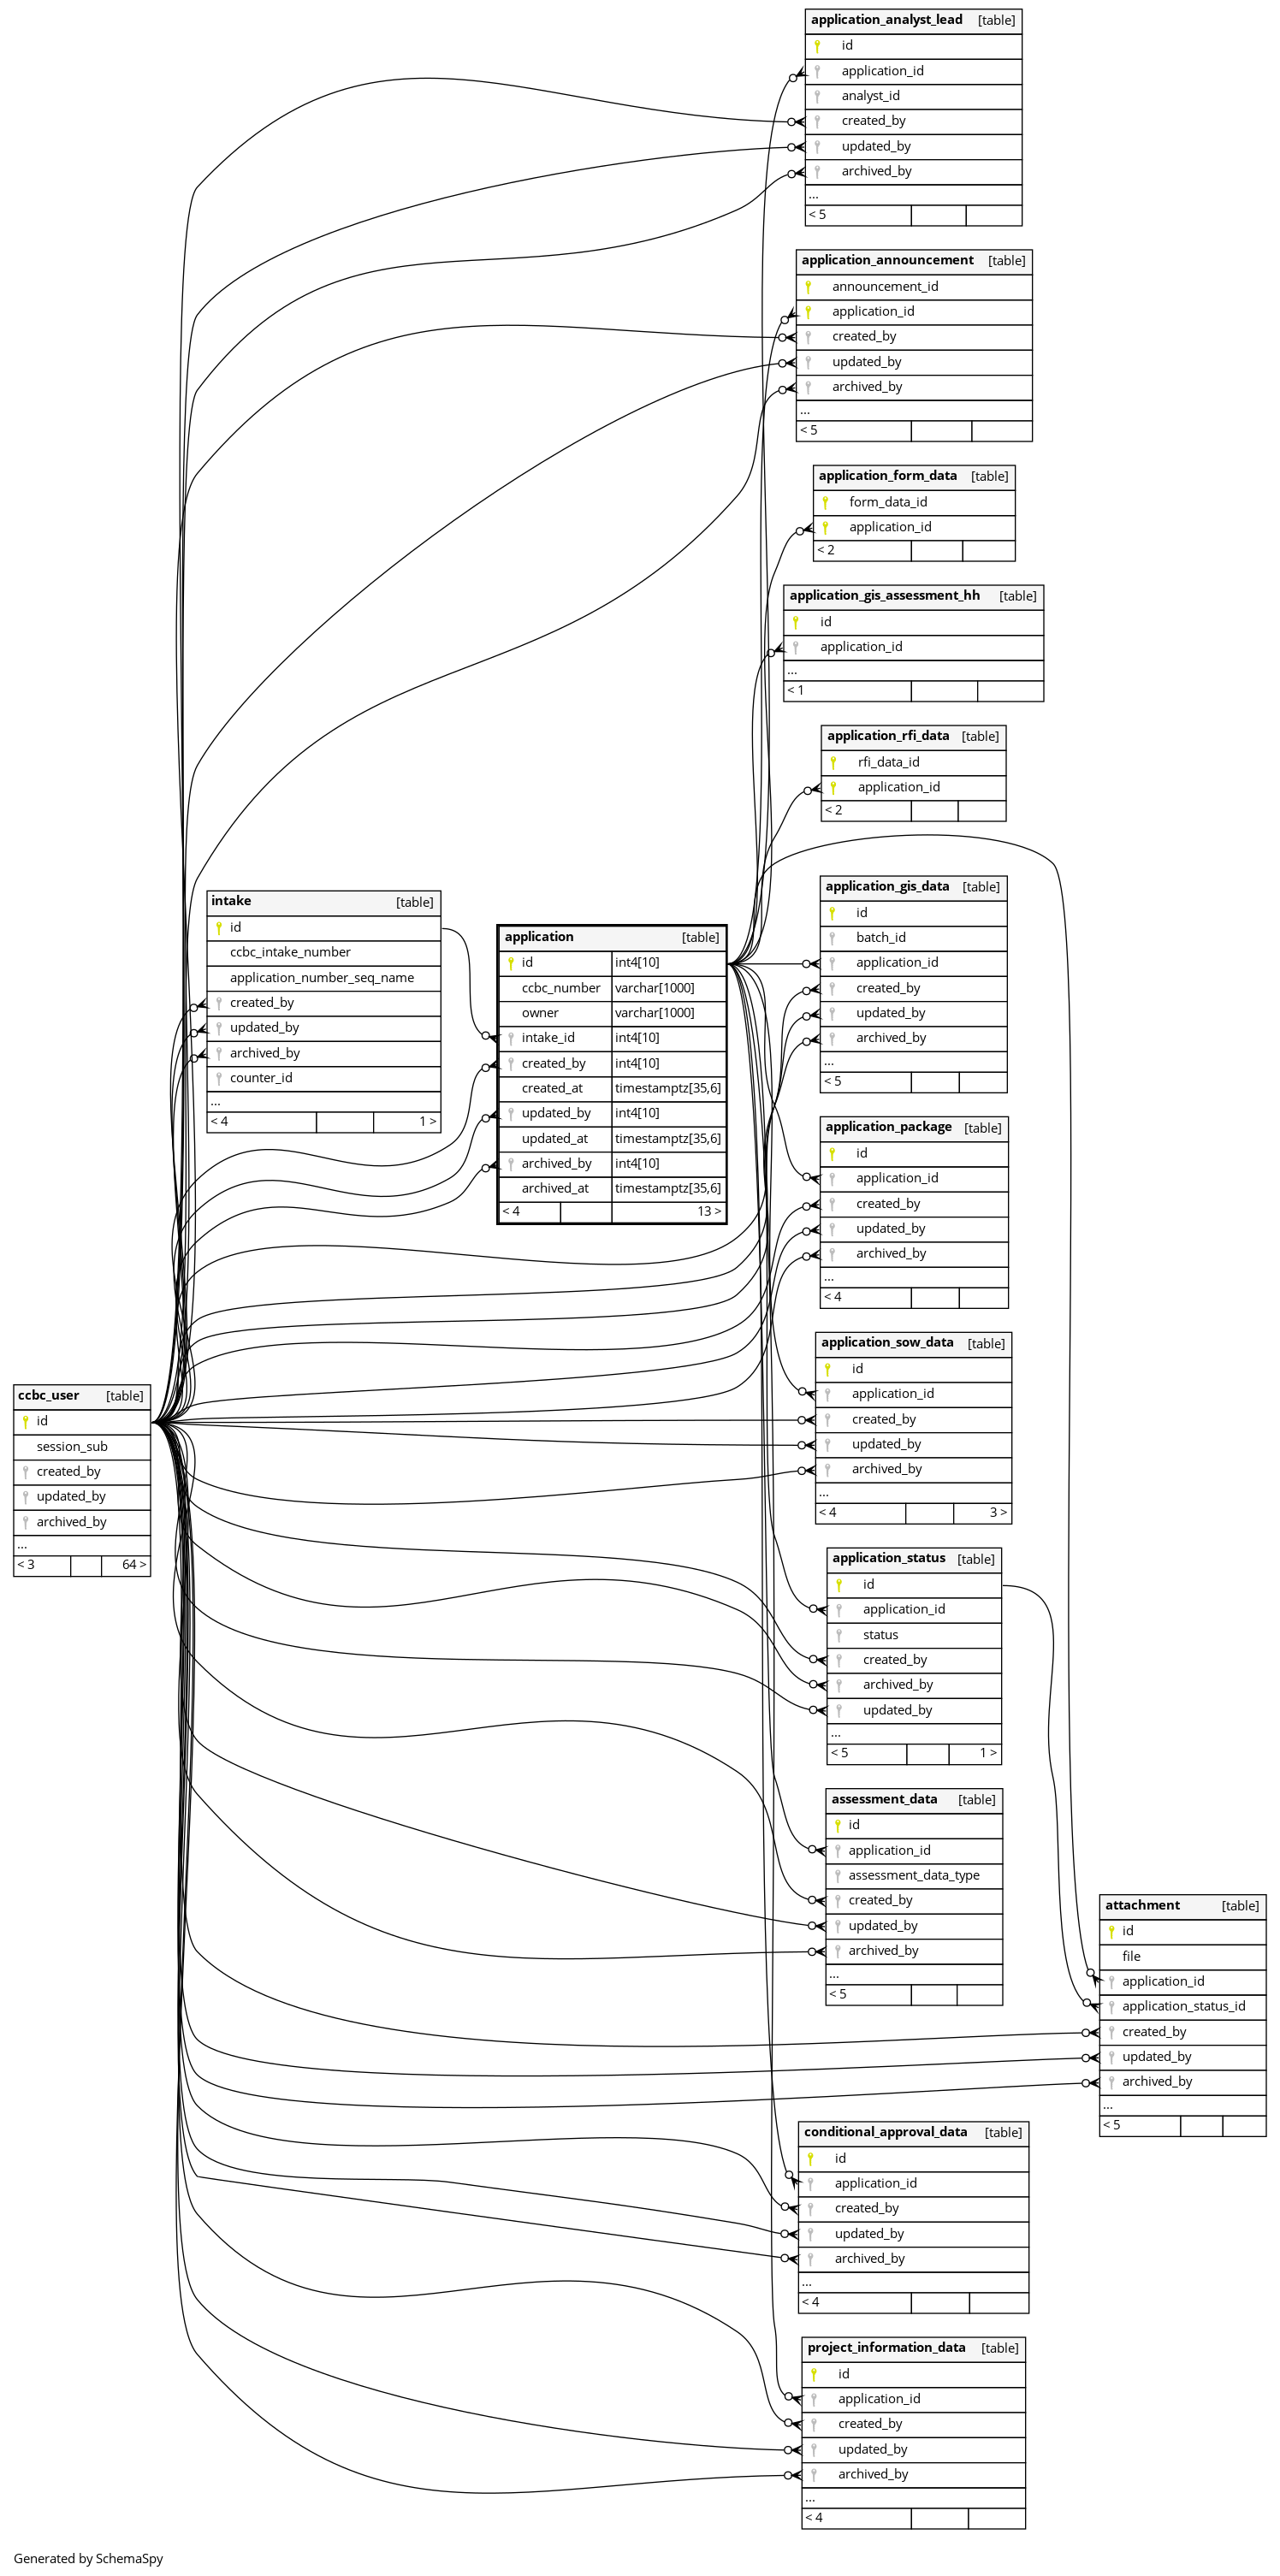 application_analyst_lead [table]
id
application_id
analyst_id
created_by
updated_by
archived_by
...
< 5
application_announcement [table]
announcement_id
application_id
created_by
updated_by
archived_by
...
< 5
application_form_data [table]
form_data_id
application_id
< 2
application_gis_assessment_hh [table]
id
application_id
...
< 1
application_rfi_data [table]
rfi_data_id
application_id
< 2
intake [table]
id
ccbc_intake_number
application_number_seq_name
created_by
updated_by
archived_by
counter_id
...
< 4 1 >
application [table]
id int4[10]
ccbc_number varchar[1000]
owner varchar[1000]
intake_id int4[10]
created_by int4[10]
created_at timestamptz[35,6]
updated_by int4[10]
updated_at timestamptz[35,6]
archived_by int4[10]
archived_at timestamptz[35,6]
< 4 13 >
application_gis_data [table]
id
batch_id
application_id
created_by
updated_by
archived_by
...
< 5
application_package [table]
id
application_id
created_by
updated_by
archived_by
...
< 4
application_sow_data [table]
id
application_id
created_by
updated_by
archived_by
...
< 4 3 >
ccbc_user [table]
id
session_sub
created_by
updated_by
archived_by
...
< 3 64 >
application_status [table]
id
application_id
status
created_by
archived_by
updated_by
...
< 5 1 >
assessment_data [table]
id
application_id
assessment_data_type
created_by
updated_by
archived_by
...
< 5
attachment [table]
id
file
application_id
application_status_id
created_by
updated_by
archived_by
...
< 5
conditional_approval_data [table]
id
application_id
created_by
updated_by
archived_by
...
< 4
project_information_data [table]
id
application_id
created_by
updated_by
archived_by
...
< 4
Generated by SchemaSpy